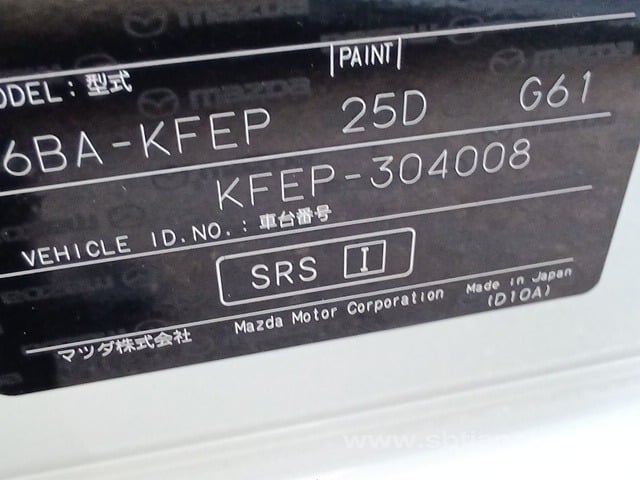 MODEL: 型式
PAINT
6BA-KFEP 25D G61
KFEP-304008
VEHICLE ID.NO.: 車台番号
SRS I
マツダ株式会社 Mazda Motor Corporation Made in Japan
(D10A)